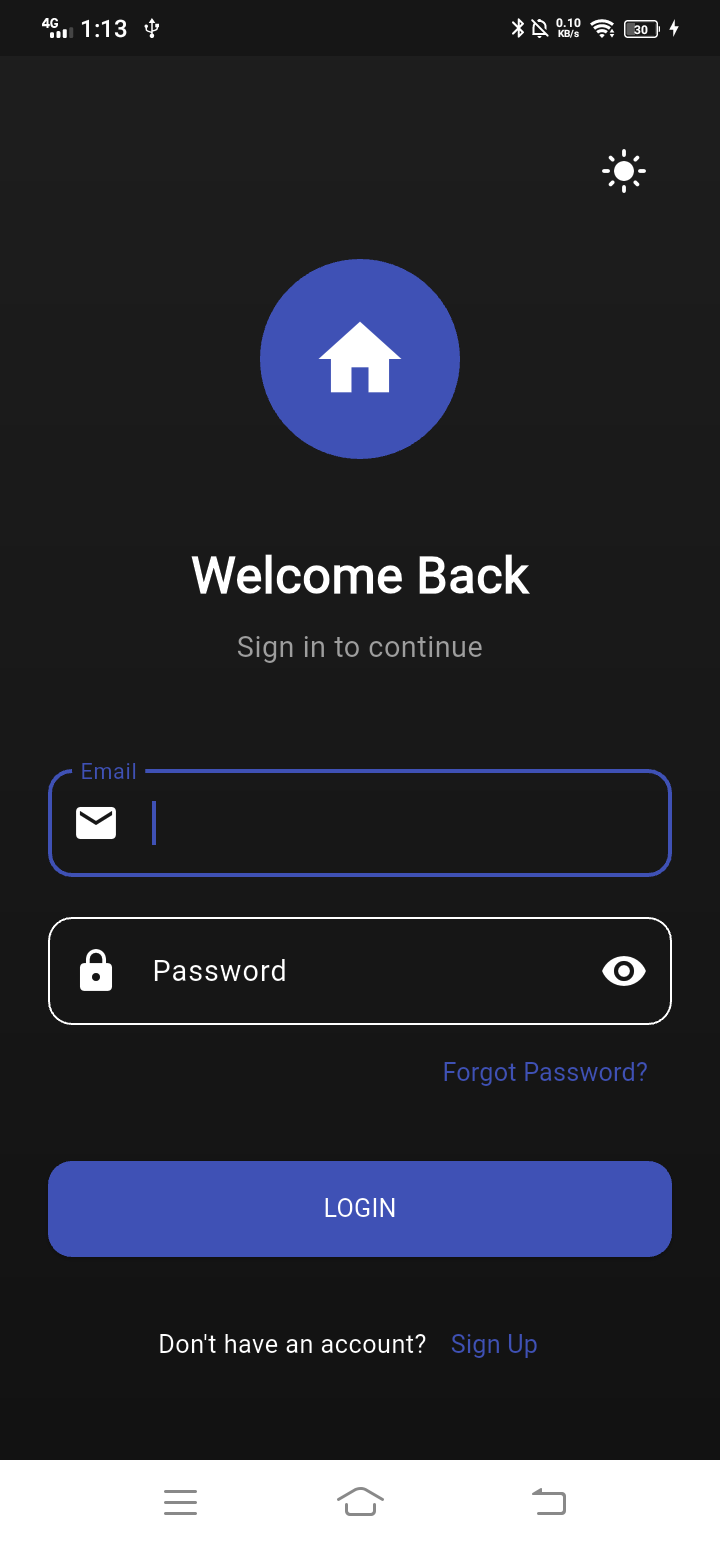 4G 1:13 0.10 KB/s 30
Welcome Back
Sign in to continue
Email
Password
Forgot Password?
LOGIN
Don't have an account? Sign Up